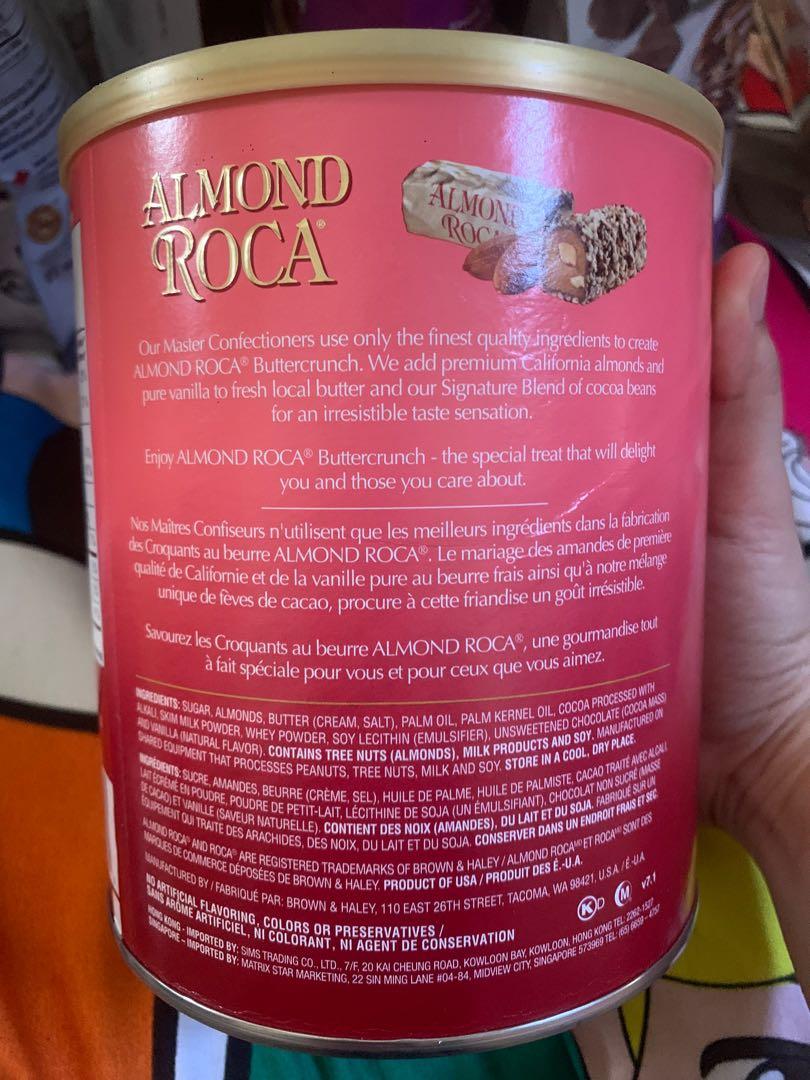 ALMOND
ROCA®
ALMOND
ROCA
Our Master Confectioners use only the finest quality ingredients to create
ALMOND ROCA® Buttercrunch. We add premium California almonds and
pure vanilla to fresh local butter and our Signature Blend of cocoa beans
for an irresistible taste sensation.
Enjoy ALMOND ROCA® Buttercrunch - the special treat that will delight
you and those you care about.
Nos Maîtres Confiseurs n'utilisent que les meilleurs ingrédients dans la fabrication
des Croquants au beurre ALMOND ROCA®. Le mariage des amandes de première
qualité de Californie et de la vanille pure au beurre frais ainsi qu'à notre mélange
unique de fèves de cacao, procure à cette friandise un goût irrésistible.
Savourez les Croquants au beurre ALMOND ROCA®, une gourmandise tout
à fait spéciale pour vous et pour ceux que vous aimez.
INGREDIENTS: SUGAR, ALMONDS, BUTTER (CREAM, SALT), PALM OIL, PALM KERNEL OIL, COCOA PROCESSED WITH
ALKALI, SKIM MILK POWDER, WHEY POWDER, SOY LECITHIN (EMULSIFIER), UNSWEETENED CHOCOLATE (COCOA MASS)
AND VANILLA (NATURAL FLAVOR). CONTAINS TREE NUTS (ALMONDS), MILK PRODUCTS AND SOY. MANUFACTURED ON
SHARED EQUIPMENT THAT PROCESSES PEANUTS, TREE NUTS, MILK AND SOY. STORE IN A COOL, DRY PLACE.
INGRÉDIENTS: SUCRE, AMANDES, BEURRE (CRÈME, SEL), HUILE DE PALME, HUILE DE PALMISTE, CACAO TRAITÉ AVEC ALCALI,
LAIT ÉCRÉMÉ EN POUDRE, POUDRE DE PETIT-LAIT, LÉCITHINE DE SOJA (UN ÉMULSIFIANT), CHOCOLAT NON SUCRÉ (MASSE
DE CACAO) ET VANILLE (SAVEUR NATURELLE). CONTIENT DES NOIX (AMANDES), DU LAIT ET DU SOJA. FABRIQUÉ SUR UN
ÉQUIPEMENT QUI TRAITE DES ARACHIDES, DES NOIX, DU LAIT ET DU SOJA. CONSERVER DANS UN ENDROIT FRAIS ET SEC.
ALMOND ROCA® AND ROCA® ARE REGISTERED TRADEMARKS OF BROWN & HALEY / ALMOND ROCAᴹᴰ ET ROCAᴹᴰ SONT DES
MARQUES DE COMMERCE DÉPOSÉES DE BROWN & HALEY. PRODUCT OF USA / PRODUIT DES É.-U.A.
MANUFACTURED BY / FABRIQUÉ PAR: BROWN & HALEY, 110 EAST 26TH STREET, TACOMA, WA 98421, U.S.A. / É.-U.A
NO ARTIFICIAL FLAVORING, COLORS OR PRESERVATIVES /
SANS ARÔME ARTIFICIEL, NI COLORANT, NI AGENT DE CONSERVATION
K D M v7.1
HONG KONG - IMPORTED BY: SIMS TRADING CO., LTD., 7/F, 20 KAI CHEUNG ROAD, KOWLOON BAY, KOWLOON, HONG KONG TEL: 2262-1527
SINGAPORE - IMPORTED BY: MATRIX STAR MARKETING, 22 SIN MING LANE #04-84, MIDVIEW CITY, SINGAPORE 573969 TEL: (65) 6659 - 4757